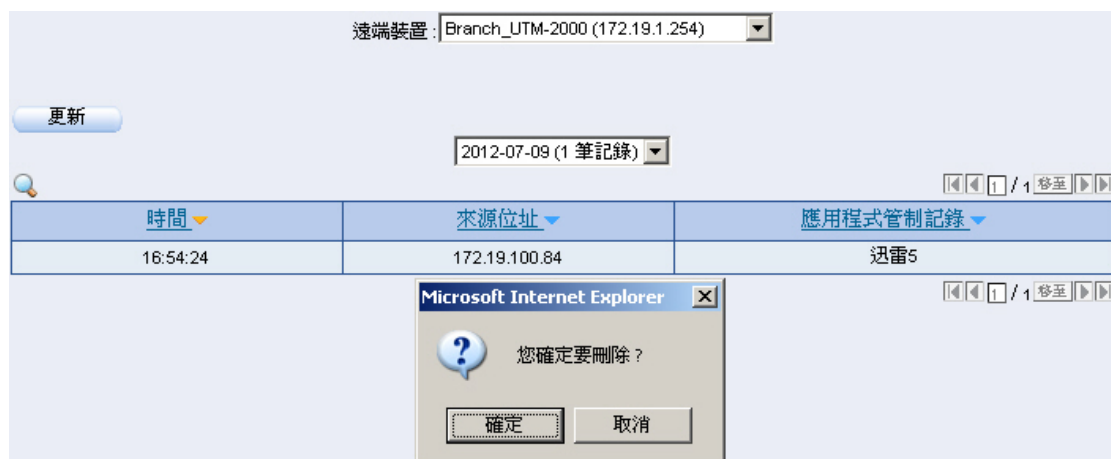 遠端裝置 : Branch_UTM-2000 (172.19.1.254)
更新
2012-07-09 (1 筆記錄)
1 / 1 移至
時間 來源位址 應用程式管制記錄
16:54:24 172.19.100.84 迅雷5
1 / 1 移至
Microsoft Internet Explorer
您確定要刪除？
確定 取消